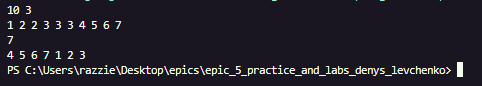 10 3
1 2 2 3 3 3 4 5 6 7
7
4 5 6 7 1 2 3
PS C:\Users\razzie\Desktop\epics\epic_5_practice_and_labs_denys_levchenko>